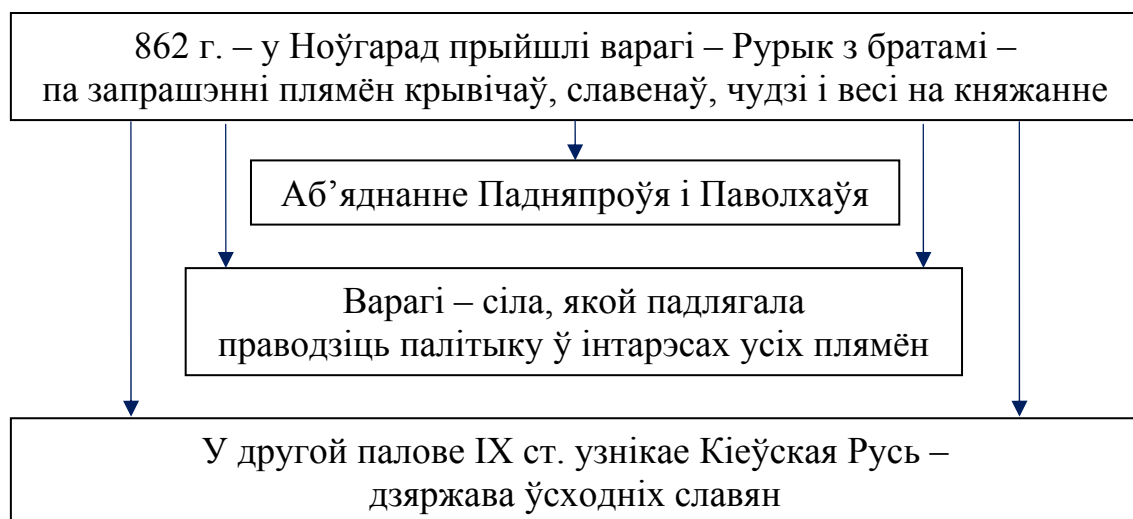 862 г. – у Ноўгарад прыйшлі варагі – Рурык з братамі –
па запрашэнні плямён крывічаў, славенаў, чудзі і весі на княжанне
Аб’яднанне Падняпроўя і Паволхаўя
Варагі – сіла, якой падлягала
праводзіць палітыку ў інтарэсах усіх плямён
У другой палове IX ст. узнікае Кіеўская Русь –
дзяржава ўсходніх славян